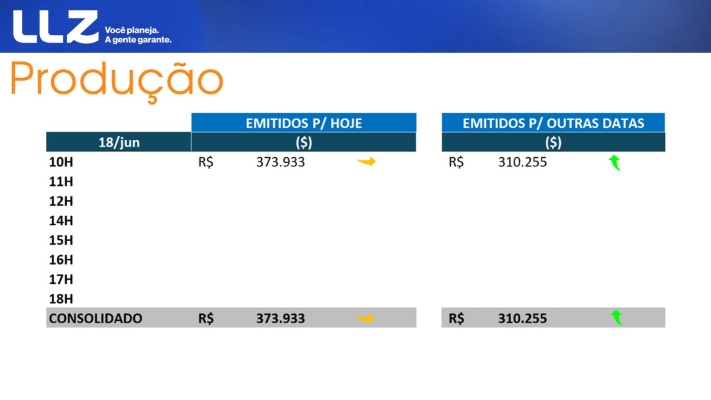 LLZ
Você planeja.
A gente garante.
Produção
EMITIDOS P/ HOJE EMITIDOS P/ OUTRAS DATAS
18/jun ($) ($)
10H R$ 373.933 R$ 310.255
11H
12H
14H
15H
16H
17H
18H
CONSOLIDADO R$ 373.933 R$ 310.255